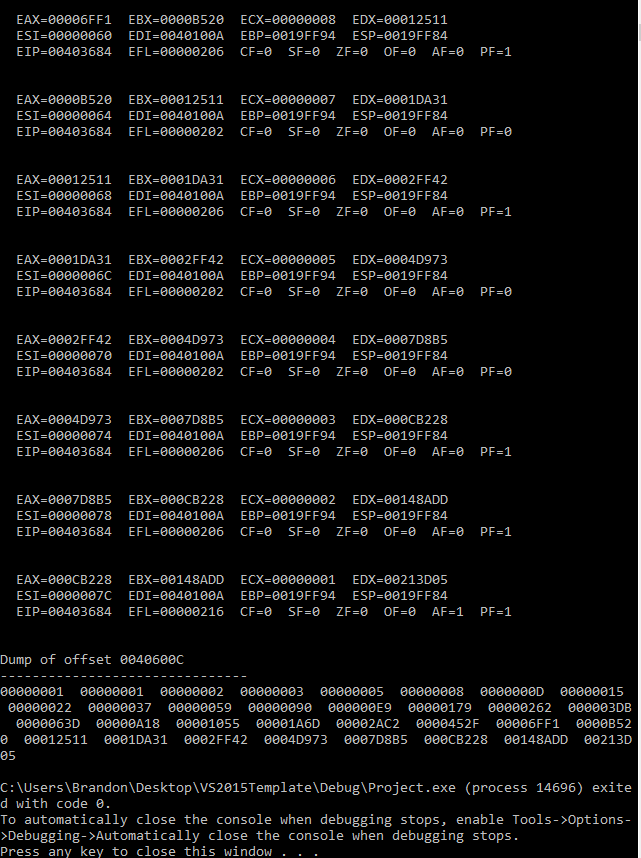 EAX=00006FF1  EBX=0000B520  ECX=00000008  EDX=00012511
ESI=00000060  EDI=0040100A  EBP=0019FF94  ESP=0019FF84
EIP=00403684  EFL=00000206  CF=0  SF=0  ZF=0  OF=0  AF=0  PF=1
EAX=0000B520  EBX=00012511  ECX=00000007  EDX=0001DA31
ESI=00000064  EDI=0040100A  EBP=0019FF94  ESP=0019FF84
EIP=00403684  EFL=00000202  CF=0  SF=0  ZF=0  OF=0  AF=0  PF=0
EAX=00012511  EBX=0001DA31  ECX=00000006  EDX=0002FF42
ESI=00000068  EDI=0040100A  EBP=0019FF94  ESP=0019FF84
EIP=00403684  EFL=00000206  CF=0  SF=0  ZF=0  OF=0  AF=0  PF=1
EAX=0001DA31  EBX=0002FF42  ECX=00000005  EDX=0004D973
ESI=0000006C  EDI=0040100A  EBP=0019FF94  ESP=0019FF84
EIP=00403684  EFL=00000202  CF=0  SF=0  ZF=0  OF=0  AF=0  PF=0
EAX=0002FF42  EBX=0004D973  ECX=00000004  EDX=0007D8B5
ESI=00000070  EDI=0040100A  EBP=0019FF94  ESP=0019FF84
EIP=00403684  EFL=00000202  CF=0  SF=0  ZF=0  OF=0  AF=0  PF=0
EAX=0004D973  EBX=0007D8B5  ECX=00000003  EDX=000CB228
ESI=00000074  EDI=0040100A  EBP=0019FF94  ESP=0019FF84
EIP=00403684  EFL=00000206  CF=0  SF=0  ZF=0  OF=0  AF=0  PF=1
EAX=0007D8B5  EBX=000CB228  ECX=00000002  EDX=00148ADD
ESI=00000078  EDI=0040100A  EBP=0019FF94  ESP=0019FF84
EIP=00403684  EFL=00000206  CF=0  SF=0  ZF=0  OF=0  AF=0  PF=1
EAX=000CB228  EBX=00148ADD  ECX=00000001  EDX=00213D05
ESI=0000007C  EDI=0040100A  EBP=0019FF94  ESP=0019FF84
EIP=00403684  EFL=00000216  CF=0  SF=0  ZF=0  OF=0  AF=1  PF=1
Dump of offset 0040600C
-------------------------------
00000001  00000001  00000002  00000003  00000005  00000008  0000000D  00000015
00000022  00000037  00000059  00000090  000000E9  00000179  00000262  000003DB
0000063D  00000A18  00001055  00001A6D  00002AC2  0000452F  00006FF1  0000B52
0  00012511  0001DA31  0002FF42  0004D973  0007D8B5  000CB228  00148ADD  00213D
05
C:\Users\Brandon\Desktop\VS2015Template\Debug\Project.exe (process 14696) exite
d with code 0.
To automatically close the console when debugging stops, enable Tools->Options-
>Debugging->Automatically close the console when debugging stops.
Press any key to close this window . . .